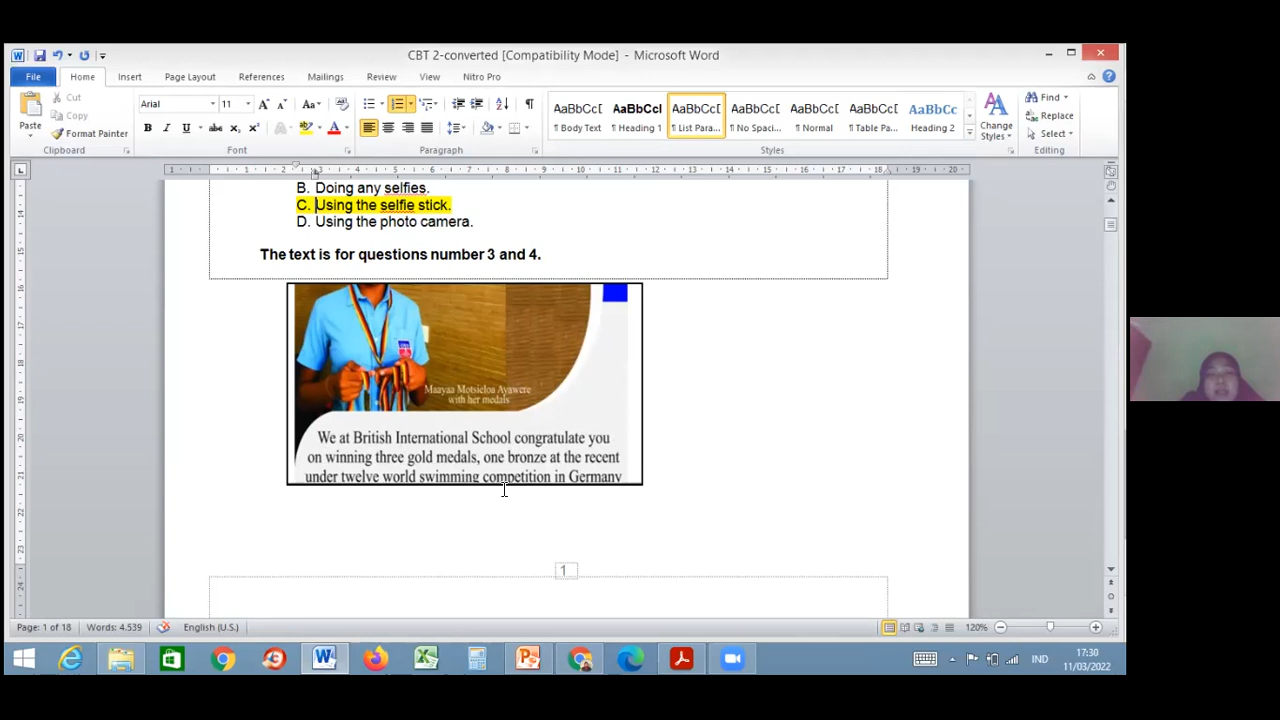 CBT 2-converted [Compatibility Mode] - Microsoft Word
File Home Insert Page Layout References Mailings Review View Nitro Pro
Paste
Cut
Copy
Format Painter
Clipboard
Arial 11
Font
Paragraph
AaBbCc[ AaBbCcI AaBbCc[ AaBbCc[ AaBbCc[ AaBbCc[ AaBbCc
¶ Body Text ¶ Heading 1 ¶ List Para... ¶ No Spaci... ¶ Normal ¶ Table Pa... Heading 2
Change
Styles
Styles
Find
Replace
Select
Editing
B. Doing any selfies.
C. Using the selfie stick.
D. Using the photo camera.
The text is for questions number 3 and 4.
Maayaa Motsieloa Ayawere
with her medals
We at British International School congratulate you
on winning three gold medals, one bronze at the recent
under twelve world swimming competition in Germany
1
Page: 1 of 18 Words: 4.539 English (U.S.) 120%
IND
17:30
11/03/2022